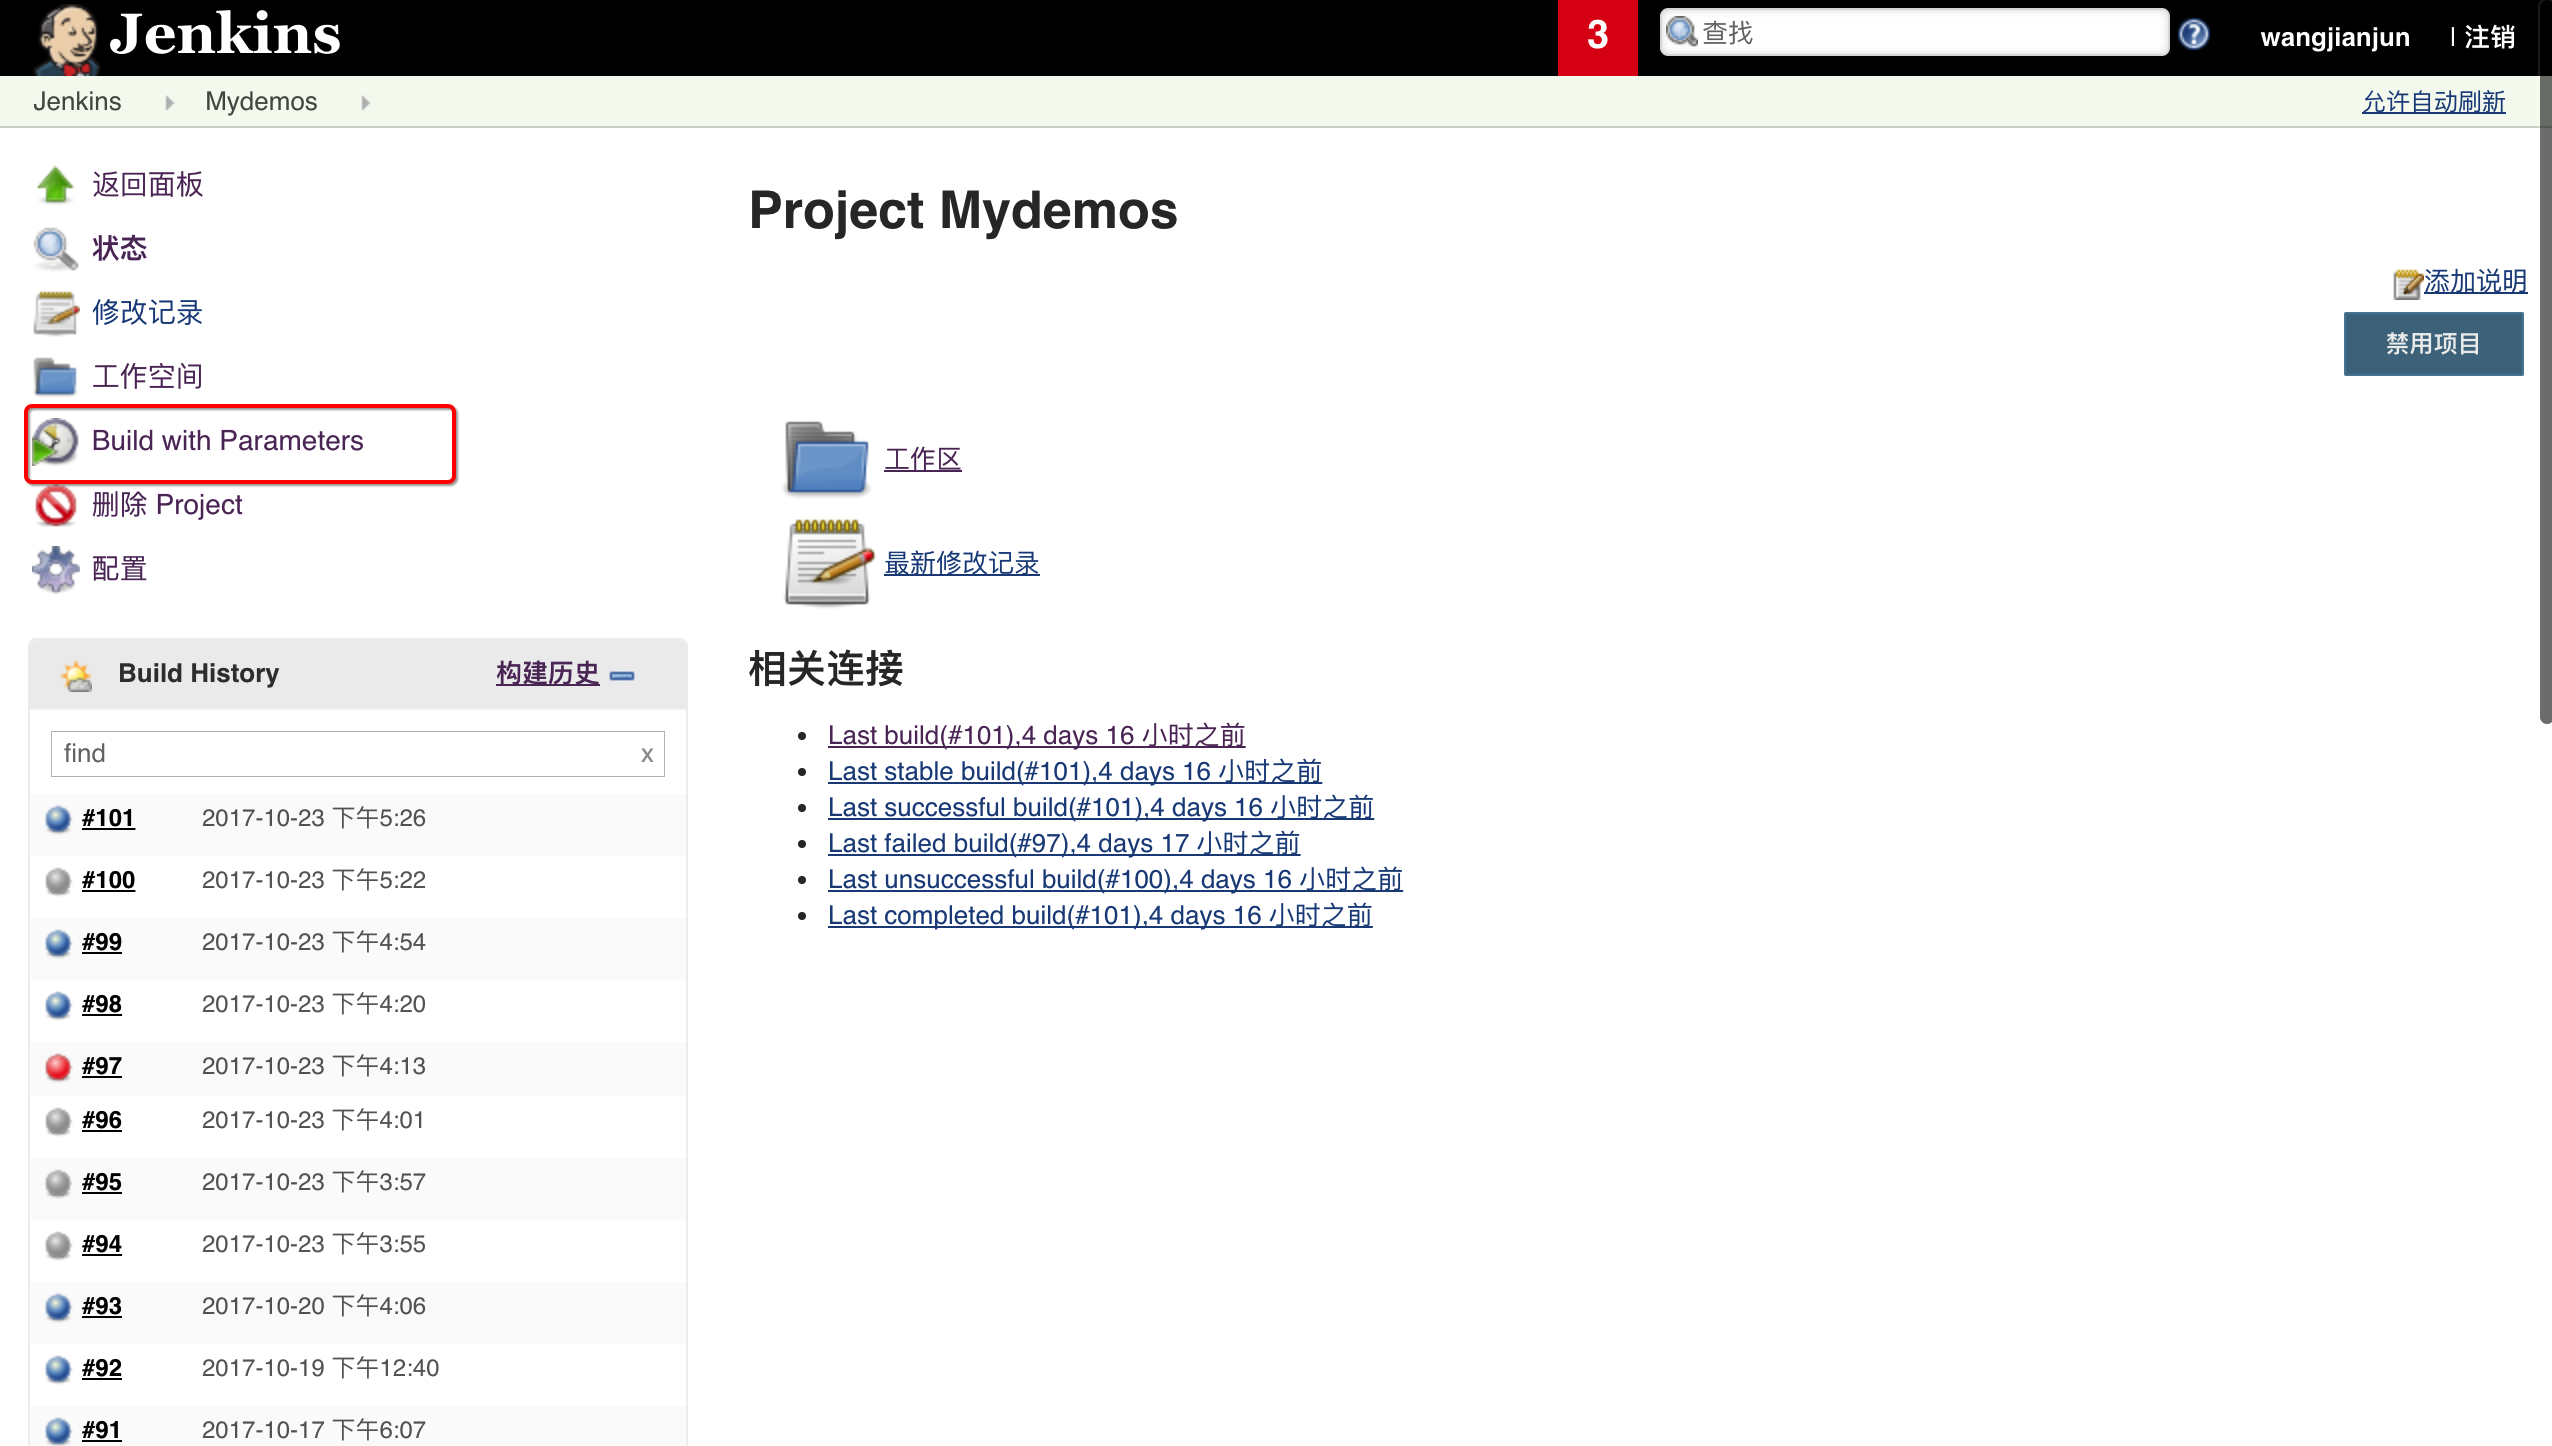 Jenkins
3
查找
wangjianjun
| 注销
Jenkins
Mydemos
允许自动刷新
返回面板
状态
修改记录
工作空间
Build with Parameters
删除 Project
配置
Build History
构建历史
find
x
#101 2017-10-23 下午5:26
#100 2017-10-23 下午5:22
#99 2017-10-23 下午4:54
#98 2017-10-23 下午4:20
#97 2017-10-23 下午4:13
#96 2017-10-23 下午4:01
#95 2017-10-23 下午3:57
#94 2017-10-23 下午3:55
#93 2017-10-20 下午4:06
#92 2017-10-19 下午12:40
#91 2017-10-17 下午6:07
Project Mydemos
添加说明
禁用项目
工作区
最新修改记录
相关连接
Last build(#101),4 days 16 小时之前
Last stable build(#101),4 days 16 小时之前
Last successful build(#101),4 days 16 小时之前
Last failed build(#97),4 days 17 小时之前
Last unsuccessful build(#100),4 days 16 小时之前
Last completed build(#101),4 days 16 小时之前